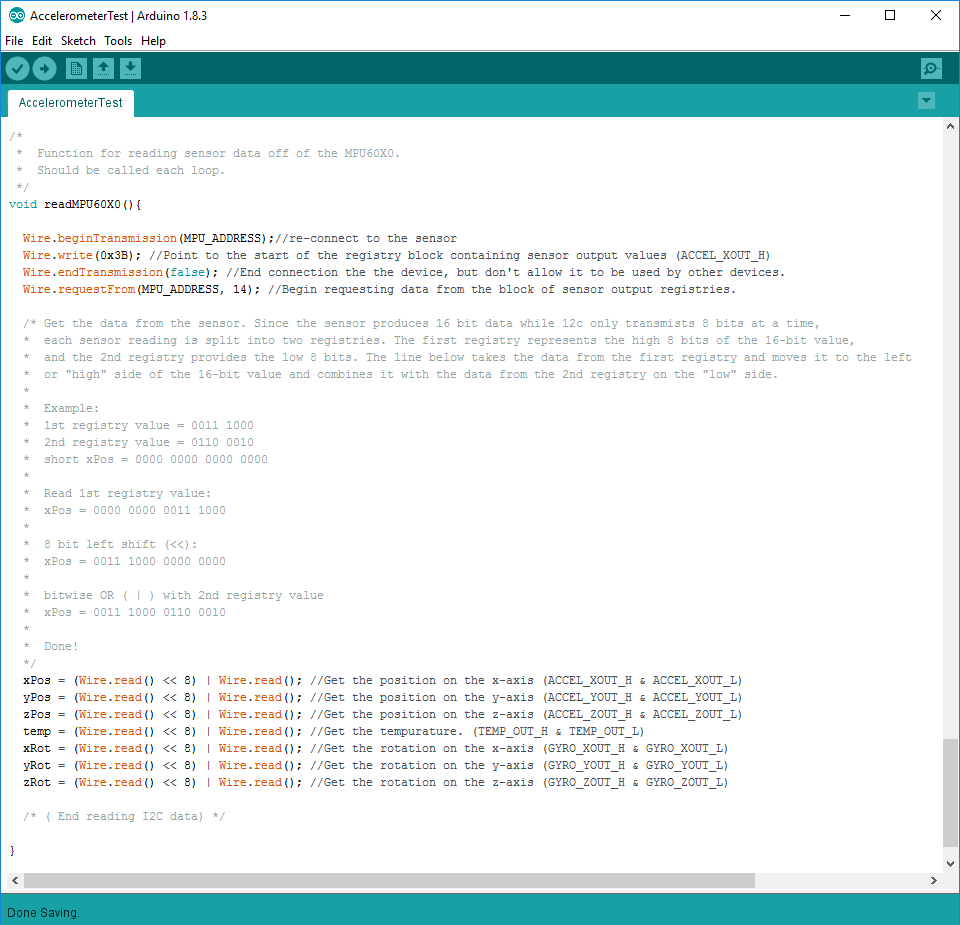 AccelerometerTest | Arduino 1.8.3
File Edit Sketch Tools Help
AccelerometerTest
/*
 *  Function for reading sensor data off of the MPU60X0.
 *  Should be called each loop.
 */
void readMPU60X0(){
  Wire.beginTransmission(MPU_ADDRESS);//re-connect to the sensor
  Wire.write(0x3B); //Point to the start of the registry block containing sensor output values (ACCEL_XOUT_H)
  Wire.endTransmission(false); //End connection the the device, but don't allow it to be used by other devices.
  Wire.requestFrom(MPU_ADDRESS, 14); //Begin requesting data from the block of sensor output registries.
  /* Get the data from the sensor. Since the sensor produces 16 bit data while 12c only transmists 8 bits at a time,
  *  each sensor reading is split into two registries. The first registry represents the high 8 bits of the 16-bit value,
  *  and the 2nd registry provides the low 8 bits. The line below takes the data from the first registry and moves it to the left
  *  or "high" side of the 16-bit value and combines it with the data from the 2nd registry on the "low" side.
  *
  *  Example:
  *  1st registry value = 0011 1000
  *  2nd registry value = 0110 0010
  *  short xPos = 0000 0000 0000 0000
  *
  *  Read 1st registry value:
  *  xPos = 0000 0000 0011 1000
  *
  *  8 bit left shift (<<):
  *  xPos = 0011 1000 0000 0000
  *
  *  bitwise OR ( | ) with 2nd registry value
  *  xPos = 0011 1000 0110 0010
  *
  *  Done!
  */
  xPos = (Wire.read() << 8) | Wire.read(); //Get the position on the x-axis (ACCEL_XOUT_H & ACCEL_XOUT_L)
  yPos = (Wire.read() << 8) | Wire.read(); //Get the position on the y-axis (ACCEL_YOUT_H & ACCEL_YOUT_L)
  zPos = (Wire.read() << 8) | Wire.read(); //Get the position on the z-axis (ACCEL_ZOUT_H & ACCEL_ZOUT_L)
  temp = (Wire.read() << 8) | Wire.read(); //Get the tempurature. (TEMP_OUT_H & TEMP_OUT_L)
  xRot = (Wire.read() << 8) | Wire.read(); //Get the rotation on the x-axis (GYRO_XOUT_H & GYRO_XOUT_L)
  yRot = (Wire.read() << 8) | Wire.read(); //Get the rotation on the y-axis (GYRO_YOUT_H & GYRO_YOUT_L)
  zRot = (Wire.read() << 8) | Wire.read(); //Get the rotation on the z-axis (GYRO_ZOUT_H & GYRO_ZOUT_L)
  /* ( End reading I2C data) */
}
Done Saving.